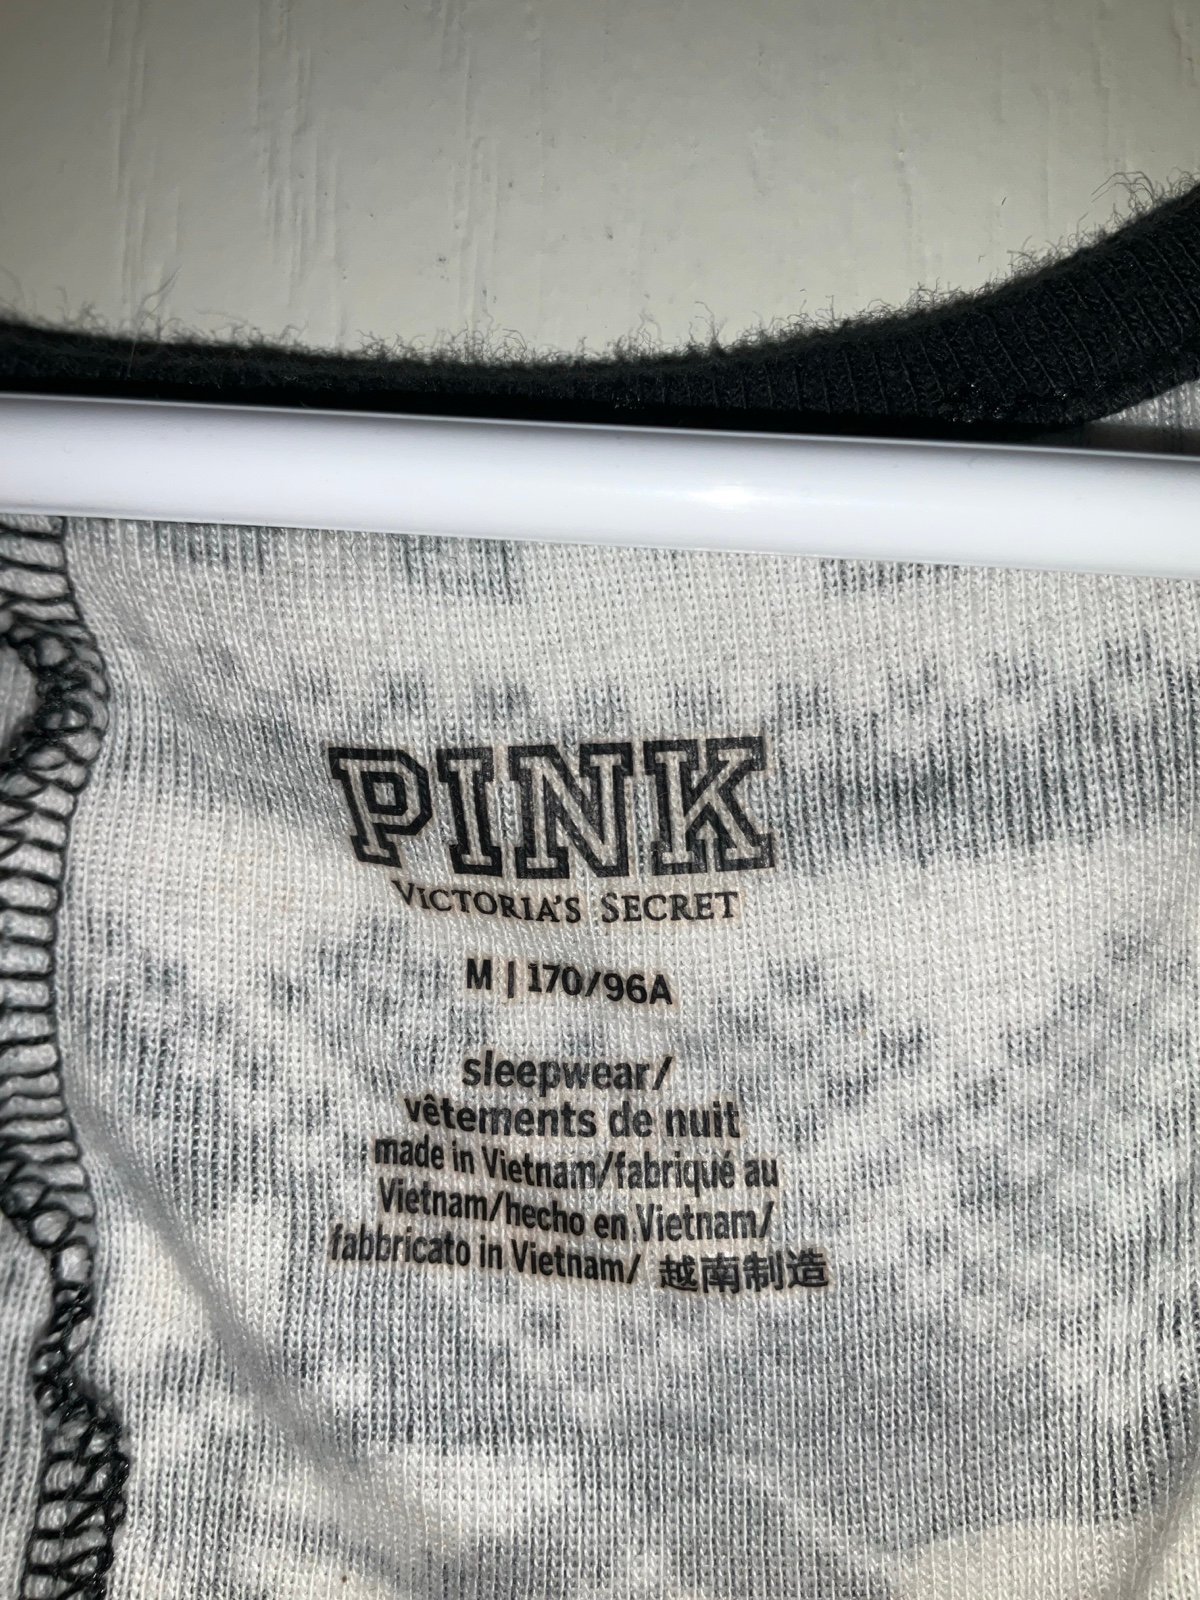 PINK
VICTORIA'S SECRET
M | 170/96A
sleepwear/
vêtements de nuit
made in Vietnam/fabriqué au
Vietnam/hecho en Vietnam/
fabbricato in Vietnam/ 越南制造